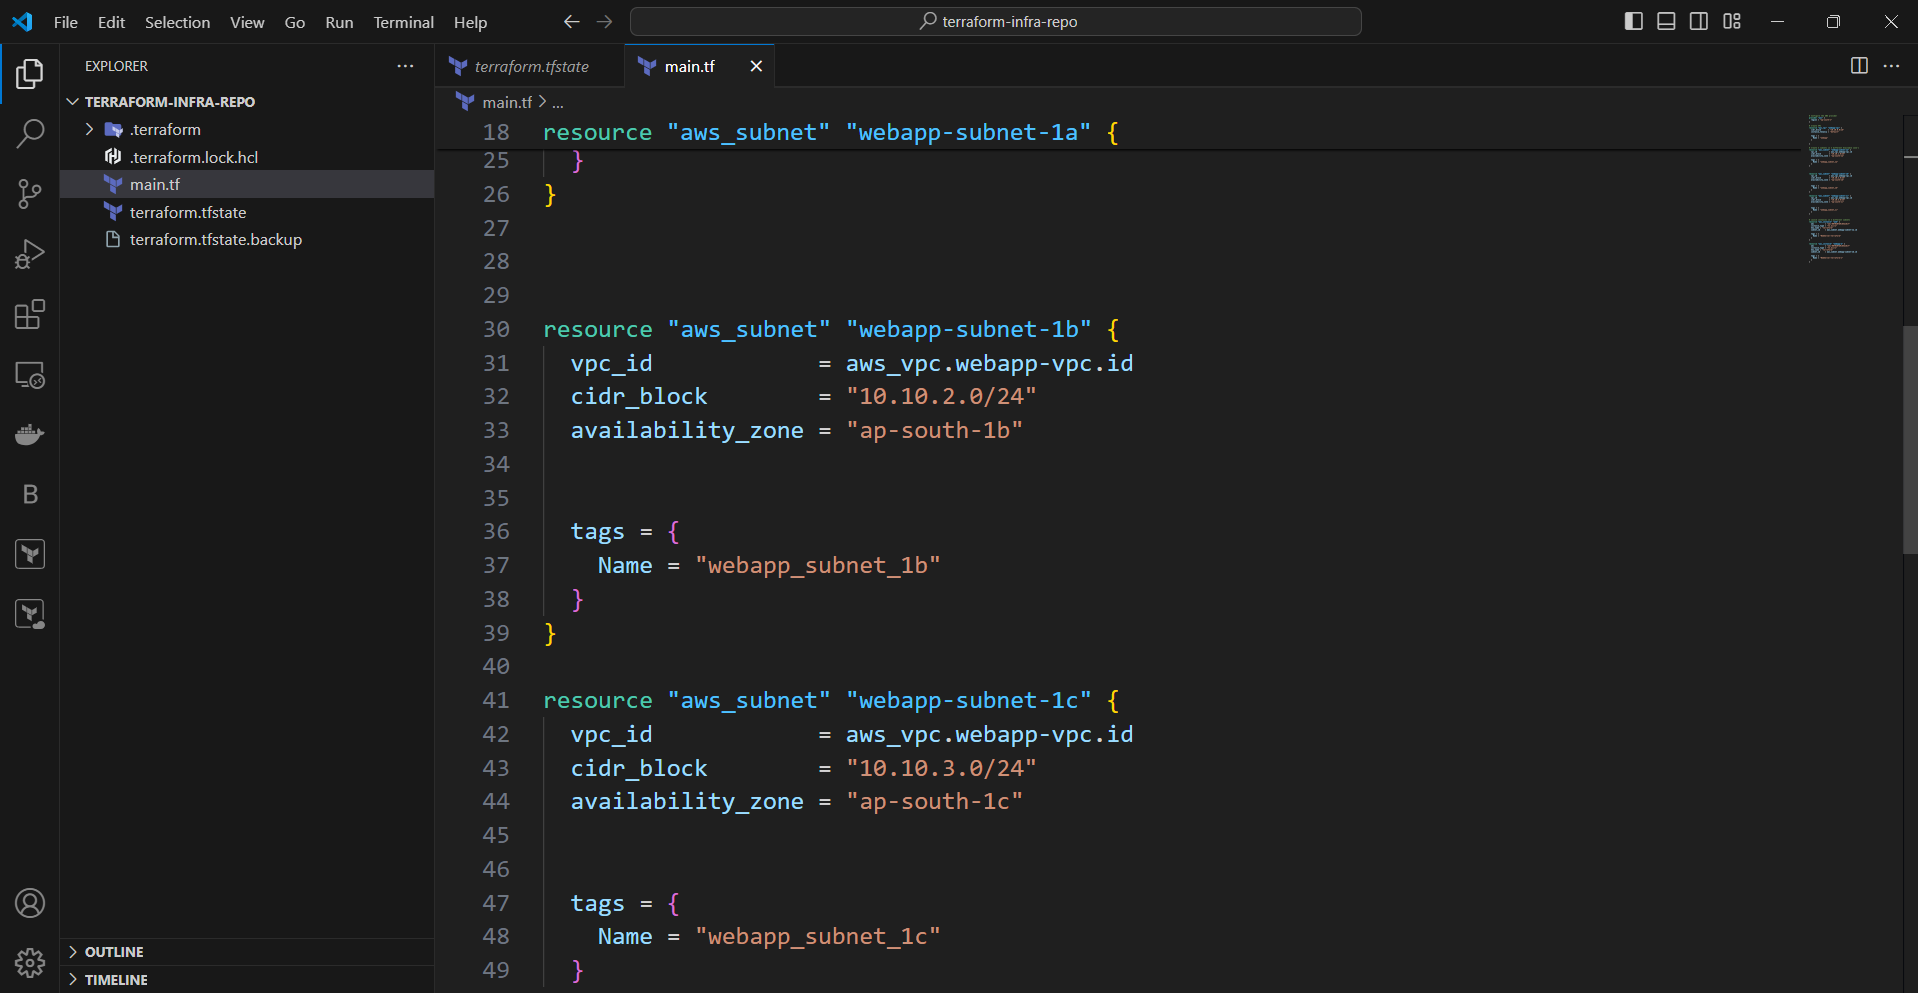 File Edit Selection View Go Run Terminal Help
terraform-infra-repo
EXPLORER
TERRAFORM-INFRA-REPO
.terraform
.terraform.lock.hcl
main.tf
terraform.tfstate
terraform.tfstate.backup
OUTLINE
TIMELINE
B
terraform.tfstate
main.tf
main.tf > ...
18 resource "aws_subnet" "webapp-subnet-1a" {
25   }
26 }
27
28
29
30 resource "aws_subnet" "webapp-subnet-1b" {
31   vpc_id            = aws_vpc.webapp-vpc.id
32   cidr_block        = "10.10.2.0/24"
33   availability_zone = "ap-south-1b"
34
35
36   tags = {
37     Name = "webapp_subnet_1b"
38   }
39 }
40
41 resource "aws_subnet" "webapp-subnet-1c" {
42   vpc_id            = aws_vpc.webapp-vpc.id
43   cidr_block        = "10.10.3.0/24"
44   availability_zone = "ap-south-1c"
45
46
47   tags = {
48     Name = "webapp_subnet_1c"
49   }